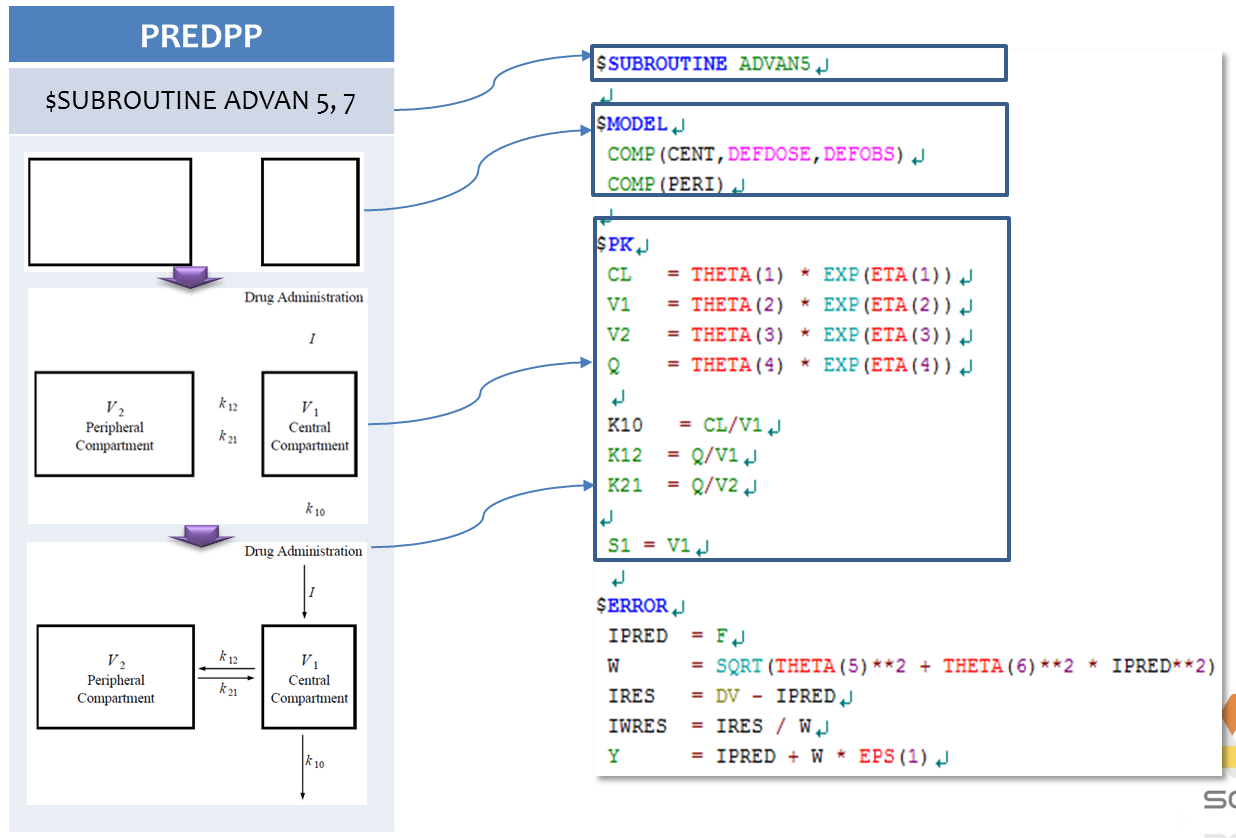 PREDPP
$SUBROUTINE ADVAN 5, 7
Drug Administration
I
V2
Peripheral
Compartment
k12
k21
V1
Central
Compartment
k10
Drug Administration
I
V2
Peripheral
Compartment
k12
k21
V1
Central
Compartment
k10
$SUBROUTINE ADVAN5
$MODEL
COMP(CENT,DEFDOSE,DEFOBS)
COMP(PERI)
$PK
CL = THETA(1) * EXP(ETA(1))
V1 = THETA(2) * EXP(ETA(2))
V2 = THETA(3) * EXP(ETA(3))
Q = THETA(4) * EXP(ETA(4))
K10 = CL/V1
K12 = Q/V1
K21 = Q/V2
S1 = V1
$ERROR
IPRED = F
W = SQRT(THETA(5)**2 + THETA(6)**2 * IPRED**2)
IRES = DV - IPRED
IWRES = IRES / W
Y = IPRED + W * EPS(1)